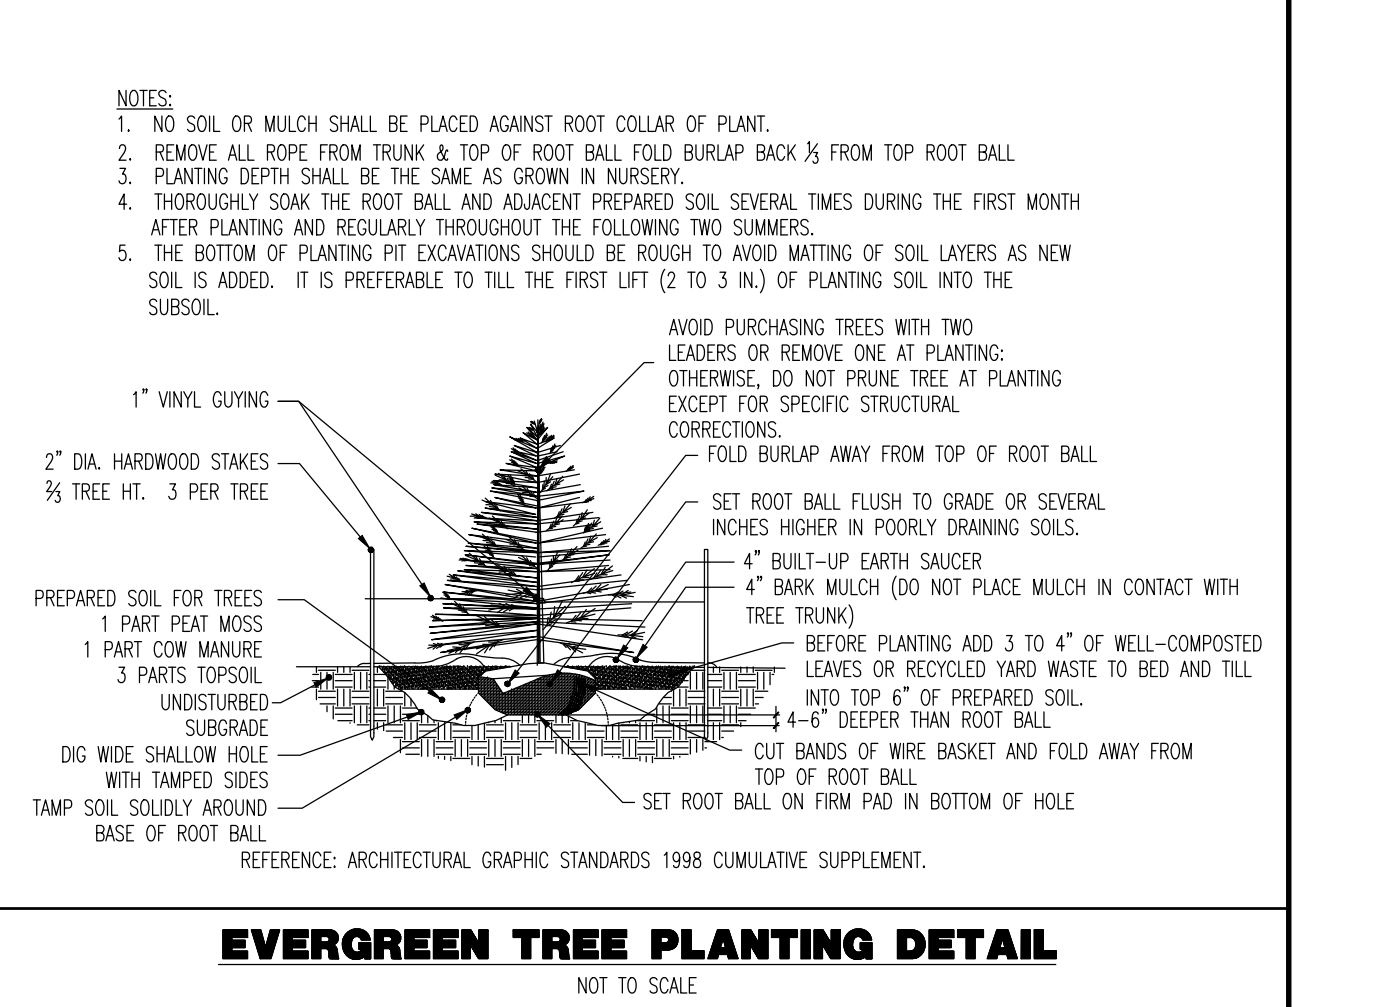 NOTES:
1. NO SOIL OR MULCH SHALL BE PLACED AGAINST ROOT COLLAR OF PLANT.
2. REMOVE ALL ROPE FROM TRUNK & TOP OF ROOT BALL FOLD BURLAP BACK ⅓ FROM TOP ROOT BALL
3. PLANTING DEPTH SHALL BE THE SAME AS GROWN IN NURSERY.
4. THOROUGHLY SOAK THE ROOT BALL AND ADJACENT PREPARED SOIL SEVERAL TIMES DURING THE FIRST MONTH
AFTER PLANTING AND REGULARLY THROUGHOUT THE FOLLOWING TWO SUMMERS.
5. THE BOTTOM OF PLANTING PIT EXCAVATIONS SHOULD BE ROUGH TO AVOID MATTING OF SOIL LAYERS AS NEW
SOIL IS ADDED. IT IS PREFERABLE TO TILL THE FIRST LIFT (2 TO 3 IN.) OF PLANTING SOIL INTO THE
SUBSOIL.
AVOID PURCHASING TREES WITH TWO
LEADERS OR REMOVE ONE AT PLANTING:
OTHERWISE, DO NOT PRUNE TREE AT PLANTING
EXCEPT FOR SPECIFIC STRUCTURAL
CORRECTIONS.
FOLD BURLAP AWAY FROM TOP OF ROOT BALL
SET ROOT BALL FLUSH TO GRADE OR SEVERAL
INCHES HIGHER IN POORLY DRAINING SOILS.
4" BUILT-UP EARTH SAUCER
4" BARK MULCH (DO NOT PLACE MULCH IN CONTACT WITH
TREE TRUNK)
BEFORE PLANTING ADD 3 TO 4" OF WELL-COMPOSTED
LEAVES OR RECYCLED YARD WASTE TO BED AND TILL
INTO TOP 6" OF PREPARED SOIL.
4-6" DEEPER THAN ROOT BALL
CUT BANDS OF WIRE BASKET AND FOLD AWAY FROM
TOP OF ROOT BALL
SET ROOT BALL ON FIRM PAD IN BOTTOM OF HOLE
1" VINYL GUYING
2" DIA. HARDWOOD STAKES
⅔ TREE HT. 3 PER TREE
PREPARED SOIL FOR TREES
1 PART PEAT MOSS
1 PART COW MANURE
3 PARTS TOPSOIL
UNDISTURBED
SUBGRADE
DIG WIDE SHALLOW HOLE
WITH TAMPED SIDES
TAMP SOIL SOLIDLY AROUND
BASE OF ROOT BALL
REFERENCE: ARCHITECTURAL GRAPHIC STANDARDS 1998 CUMULATIVE SUPPLEMENT.
EVERGREEN TREE PLANTING DETAIL
NOT TO SCALE